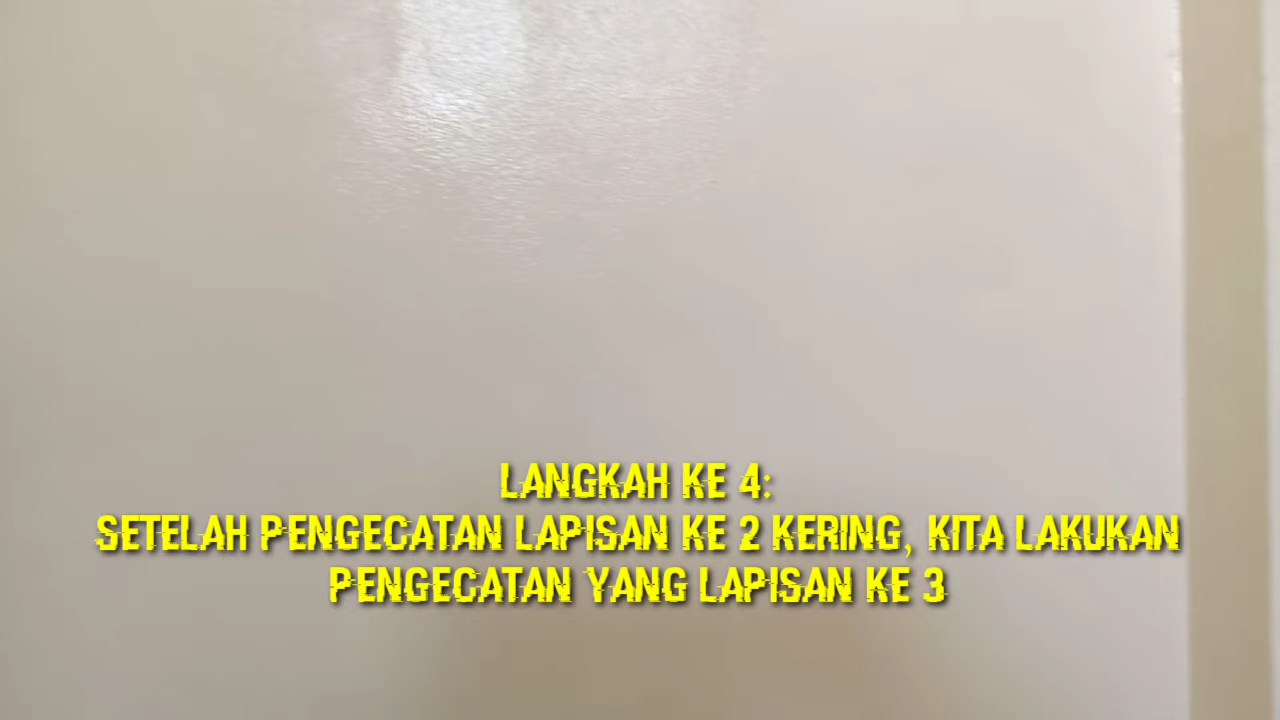 LANGKAH KE 4:
SETELAH PENGECATAN LAPISAN KE 2 KERING, KITA LAKUKAN
PENGECATAN YANG LAPISAN KE 3